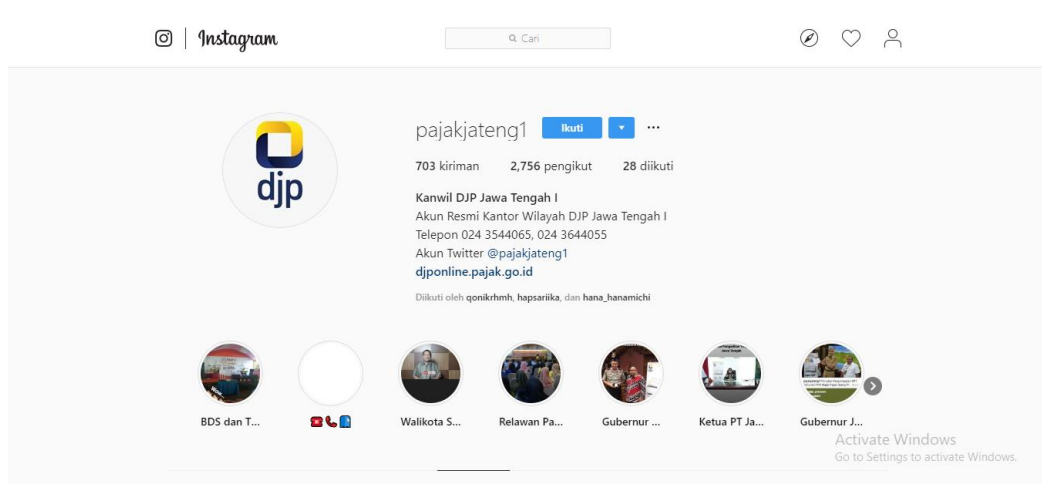 Instagram
Cari
djp
pajakjateng1 Ikuti
703 kiriman 2,756 pengikut 28 diikuti
Kanwil DJP Jawa Tengah I
Akun Resmi Kantor Wilayah DJP Jawa Tengah I
Telepon 024 3544065, 024 3644055
Akun Twitter @pajakjateng1
djponline.pajak.go.id
Diikuti oleh qonikrhmh, hapsariika, dan hana_hanamichi
BDS dan T... ☎️📞📘 Walikota S... Relawan Pa... Gubernur ... Ketua PT Ja... Gubernur J...
Activate Windows
Go to Settings to activate Windows.